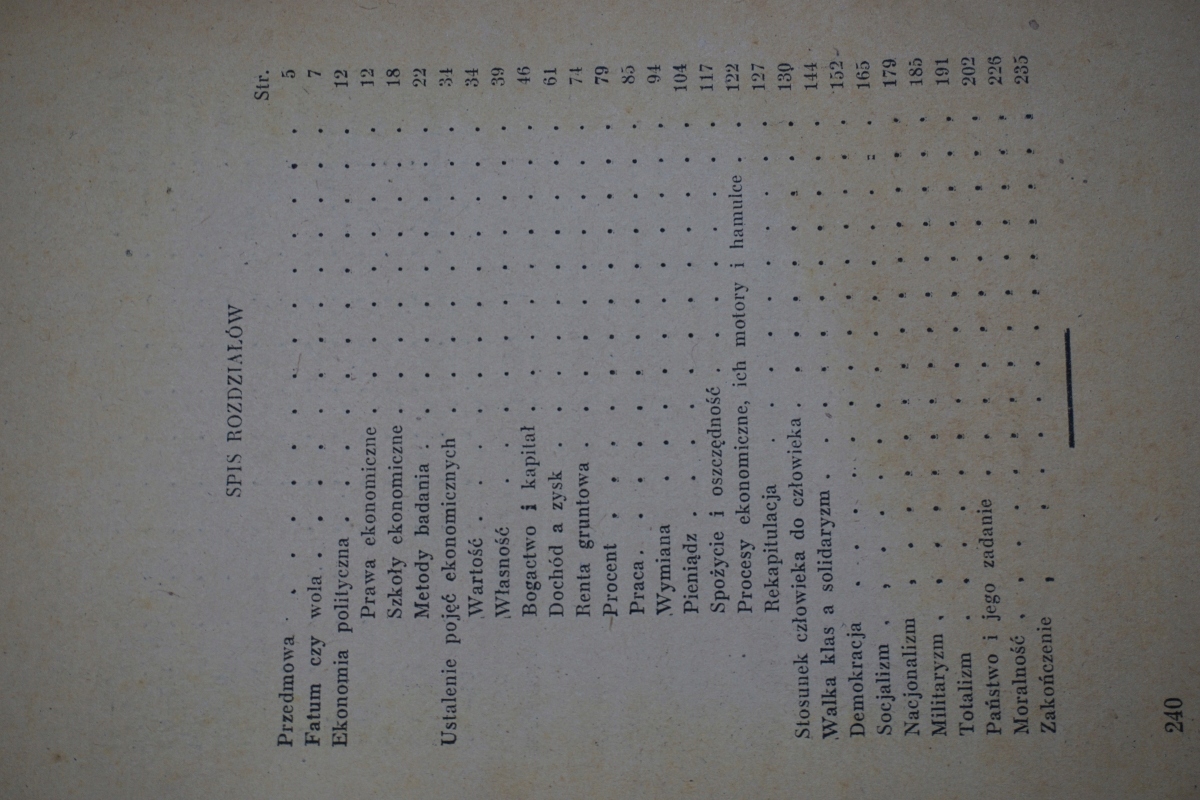 SPIS ROZDZIAŁÓW
Str.
Przedmowa . . . . . . . . . . . . 5
Fatum czy wola . . . . . . . . . . . 7
Ekonomia polityczna . . . . . . . . . . 12
Prawa ekonomiczne . . . . . . . . . 12
Szkoły ekonomiczne . . . . . . . . . 18
Metody badania . . . . . . . . . . 22
Ustalenie pojęć ekonomicznych . . . . . . . . . 34
Wartość . . . . . . . . . . . . 34
Własność . . . . . . . . . . . 39
Bogactwo i kapitał . . . . . . . . . 46
Dochód a zysk . . . . . . . . . . 61
Renta gruntowa . . . . . . . . . . 74
Procent . . . . . . . . . . . . 79
Praca . . . . . . . . . . . . 85
Wymiana . . . . . . . . . . . 94
Pieniądz . . . . . . . . . . . 104
Spożycie i oszczędność . . . . . . . . 117
Procesy ekonomiczne, ich motory i hamulce . . 122
Rekapitulacja . . . . . . . . . . 127
Stosunek człowieka do człowieka . . . . . . . . . 130
Walka klas a solidaryzm . . . . . . . . . . 144
Demokracja . . . . . . . . . . . . 152
Socjalizm . . . . . . . . . . . . 165
Nacjonalizm . . . . . . . . . . . . 179
Militaryzm . . . . . . . . . . . . 185
Totalizm . . . . . . . . . . . . 191
Państwo i jego zadanie . . . . . . . . . . 202
Moralność . . . . . . . . . . . . 226
Zakończenie . . . . . . . . . . . . 235
240